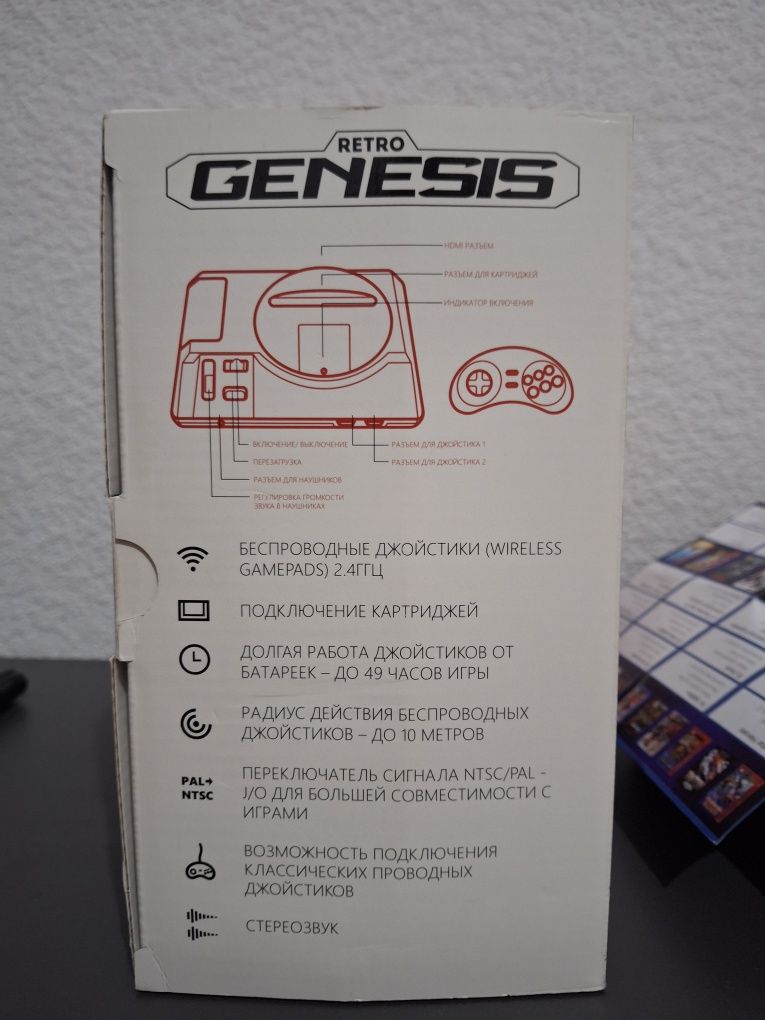 RETRO
GENESIS
HDMI РАЗЪЕМ
РАЗЪЕМ ДЛЯ КАРТРИДЖЕЙ
ИНДИКАТОР ВКЛЮЧЕНИЯ
ВКЛЮЧЕНИЕ/ ВЫКЛЮЧЕНИЕ
РАЗЪЕМ ДЛЯ ДЖОЙСТИКА 1
ПЕРЕЗАГРУЗКА
РАЗЪЕМ ДЛЯ ДЖОЙСТИКА 2
РАЗЪЕМ ДЛЯ НАУШНИКОВ
РЕГУЛИРОВКА ГРОМКОСТИ
ЗВУКА В НАУШНИКАХ
БЕСПРОВОДНЫЕ ДЖОЙСТИКИ (WIRELESS
GAMEPADS) 2.4ГГЦ
ПОДКЛЮЧЕНИЕ КАРТРИДЖЕЙ
ДОЛГАЯ РАБОТА ДЖОЙСТИКОВ ОТ
БАТАРЕЕК – ДО 49 ЧАСОВ ИГРЫ
РАДИУС ДЕЙСТВИЯ БЕСПРОВОДНЫХ
ДЖОЙСТИКОВ – ДО 10 МЕТРОВ
PAL→
NTSC
ПЕРЕКЛЮЧАТЕЛЬ СИГНАЛА NTSC/PAL -
J/O ДЛЯ БОЛЬШЕЙ СОВМЕСТИМОСТИ С
ИГРАМИ
ВОЗМОЖНОСТЬ ПОДКЛЮЧЕНИЯ
КЛАССИЧЕСКИХ ПРОВОДНЫХ
ДЖОЙСТИКОВ
СТЕРЕОЗВУК